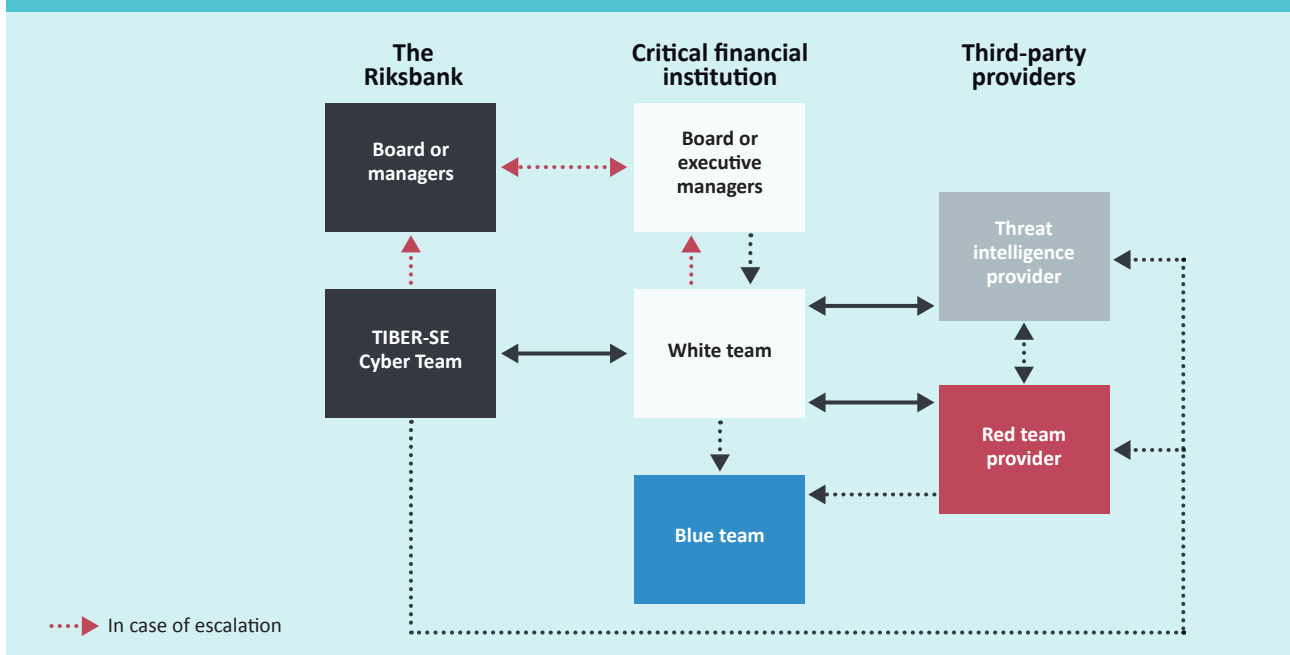 The
Riksbank
Critical financial
institution
Third-party
providers
Board or
managers
Board or
executive
managers
Threat
intelligence
provider
TIBER-SE
Cyber Team
White team
Red team
provider
Blue team
In case of escalation